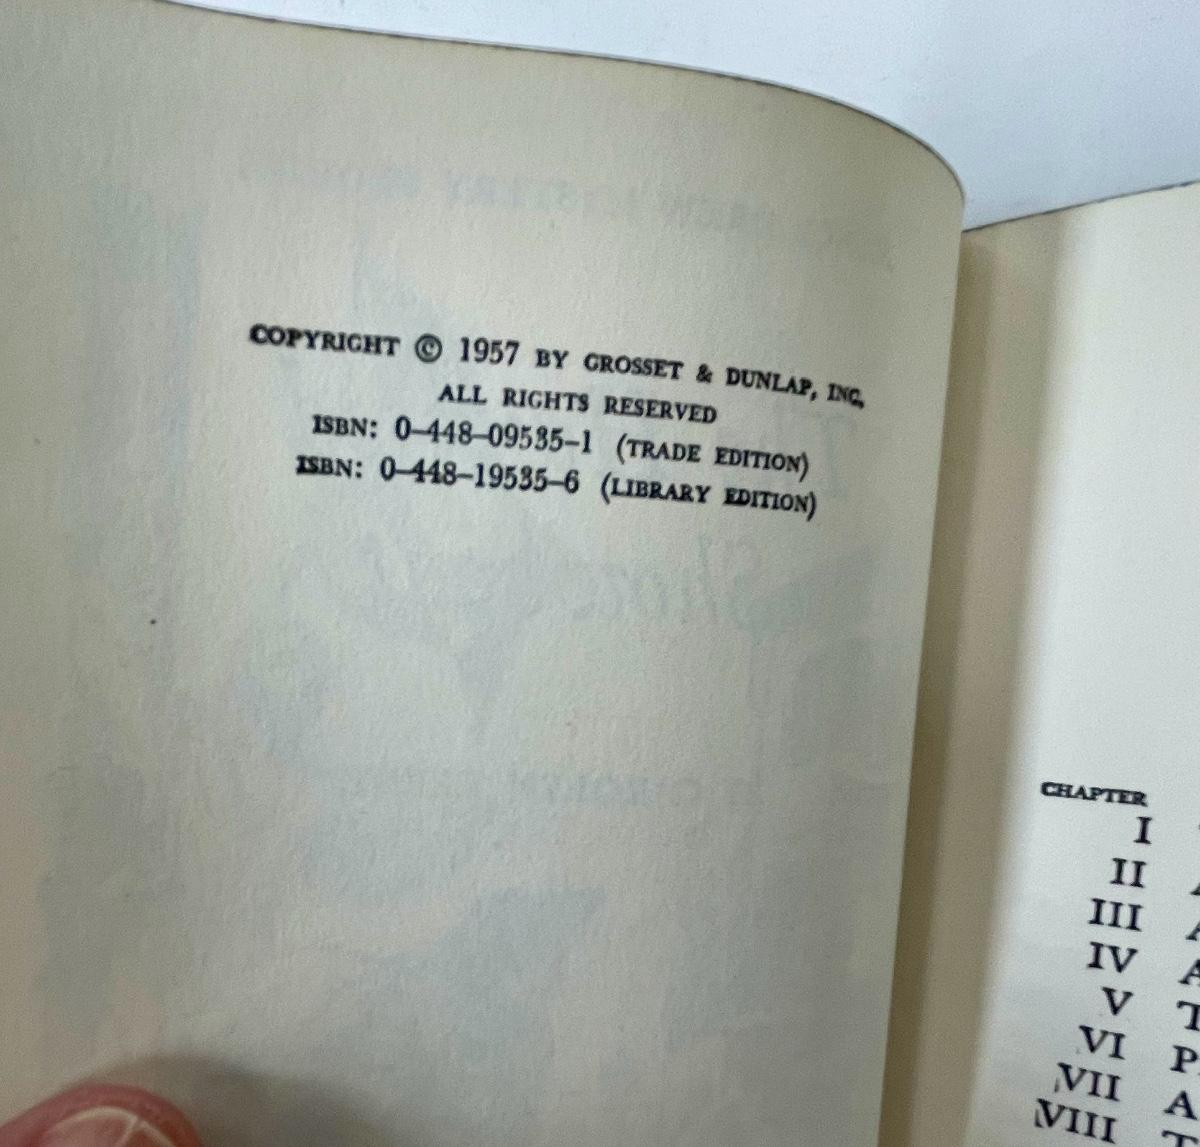 COPYRIGHT © 1957 BY GROSSET & DUNLAP, INC.
ALL RIGHTS RESERVED
ISBN: 0-448-09535-1 (TRADE EDITION)
ISBN: 0-448-19535-6 (LIBRARY EDITION)
CHAPTER
I
II
III
IV
V
VI
VII
VIII